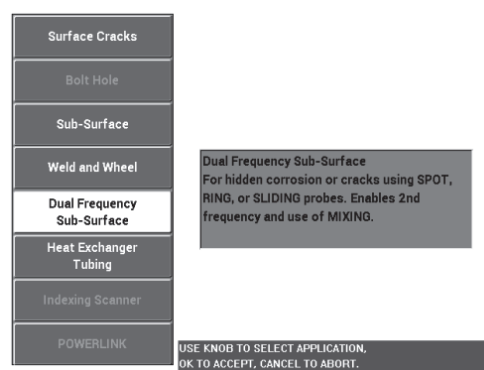 Surface Cracks
Bolt Hole
Sub-Surface
Weld and Wheel
Dual Frequency
Sub-Surface
Heat Exchanger
Tubing
Indexing Scanner
POWERLINK
Dual Frequency Sub-Surface
For hidden corrosion or cracks using SPOT,
RING, or SLIDING probes. Enables 2nd
frequency and use of MIXING.
USE KNOB TO SELECT APPLICATION,
OK TO ACCEPT, CANCEL TO ABORT.